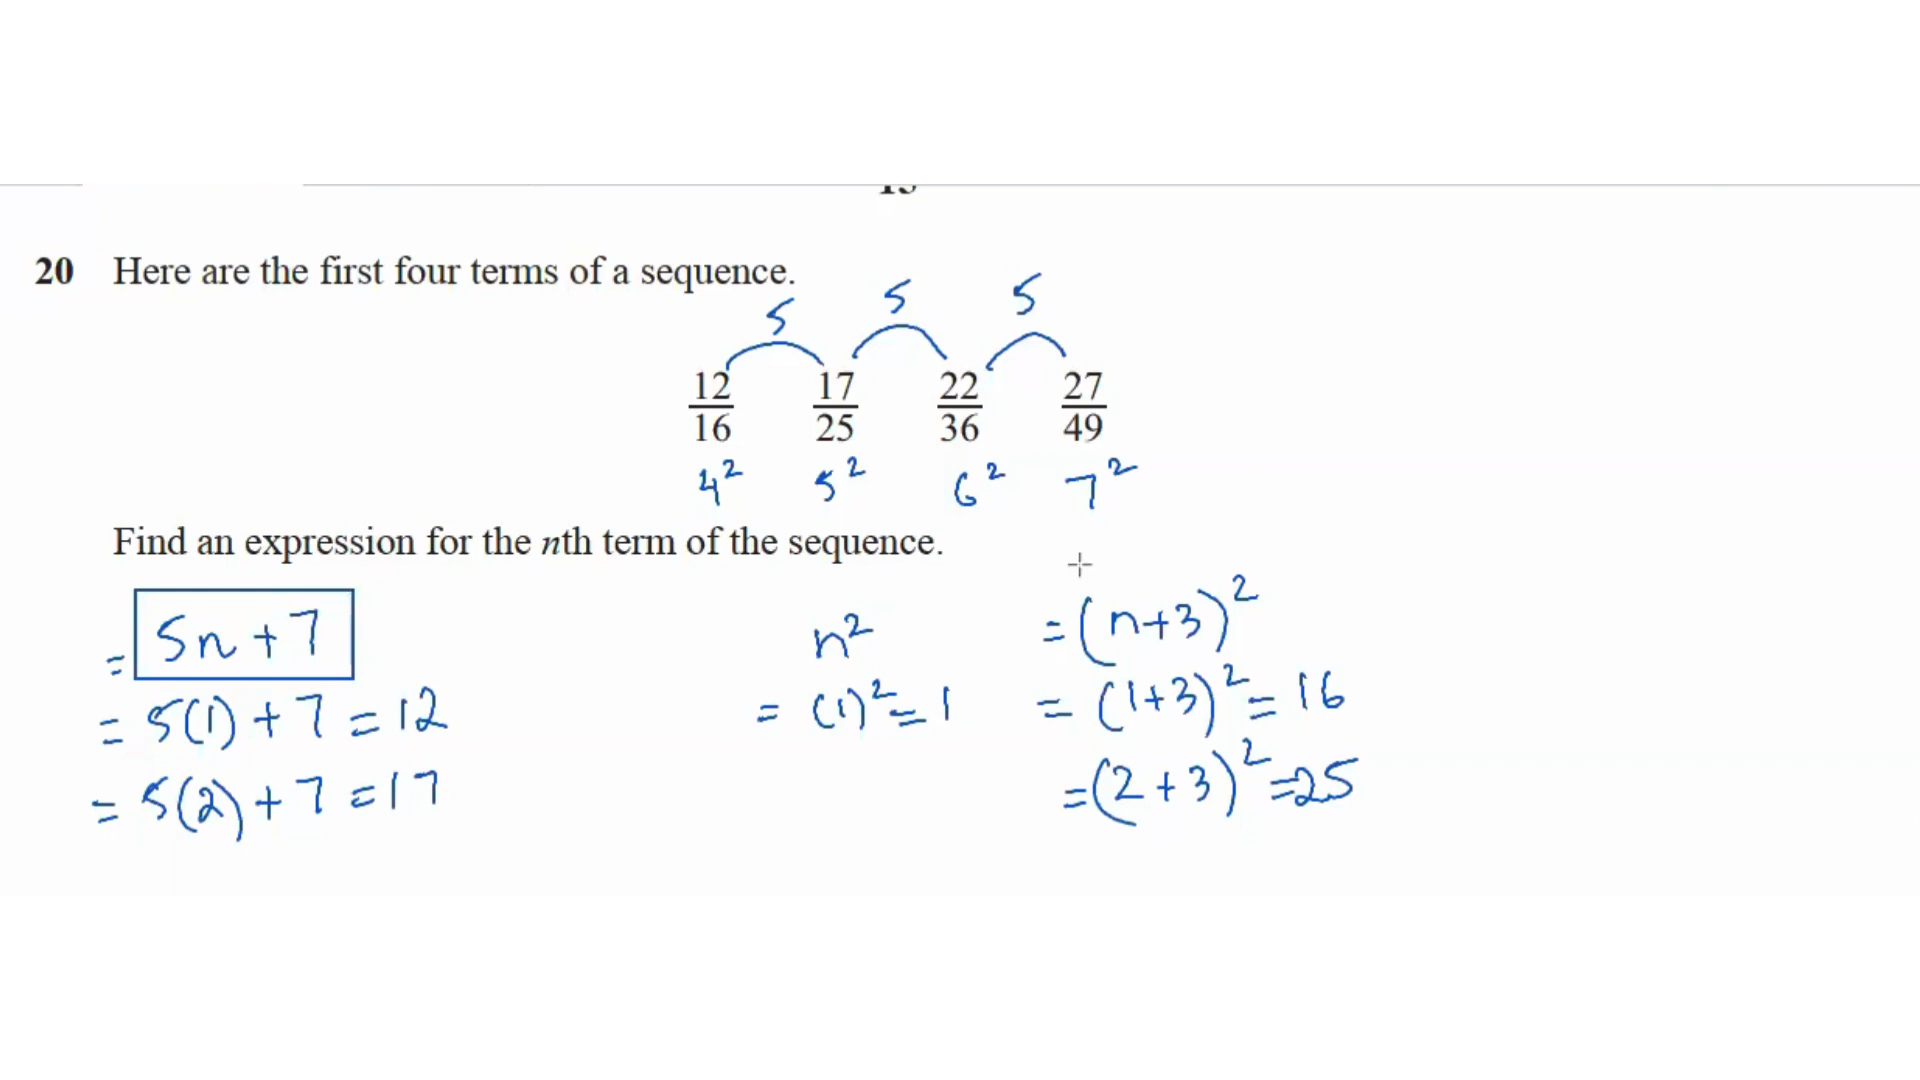 20 Here are the first four terms of a sequence.
5 5 5
12/16 17/25 22/36 27/49
4² 5² 6² 7²
Find an expression for the nth term of the sequence.
= 5n + 7
= 5(1) + 7 = 12
= 5(2) + 7 = 17
n²
= (1)² = 1
= (n+3)²
= (1+3)² = 16
= (2+3)² = 25